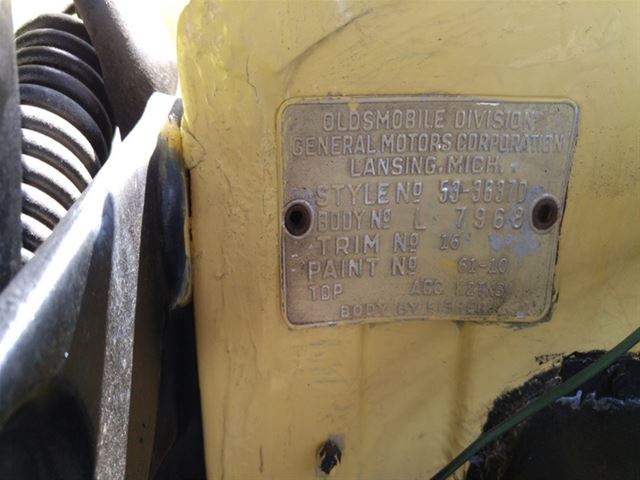 OLDSMOBILE DIVISION
GENERAL MOTORS CORPORATION
LANSING, MICH.
STYLE NO 53-3637D
BODY NO L 7968
TRIM NO 16
PAINT NO 61-10
TOP ACC.
BODY BY FISHER